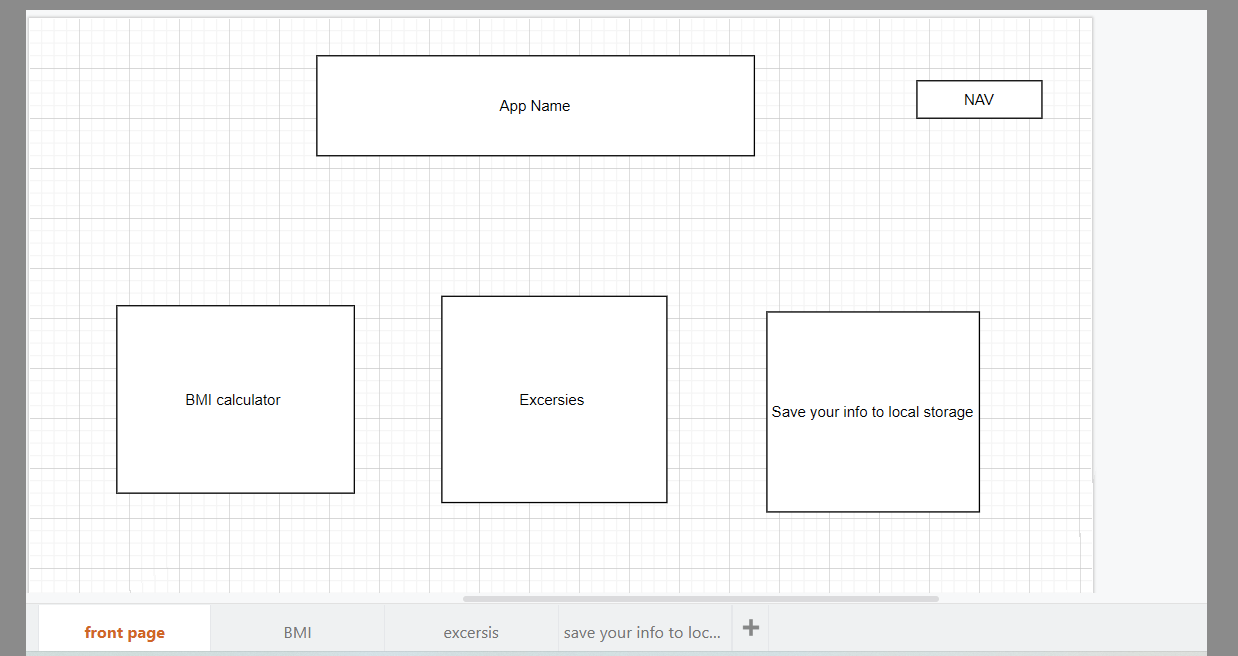 App Name
NAV
BMI calculator
Excersies
Save your info to local storage
front page
BMI
excersis
save your info to loc...